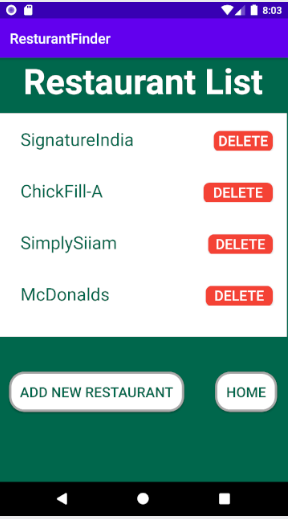 8:03
ResturantFinder
Restaurant List
SignatureIndia DELETE
ChickFill-A DELETE
SimplySiiam DELETE
McDonalds DELETE
ADD NEW RESTAURANT HOME